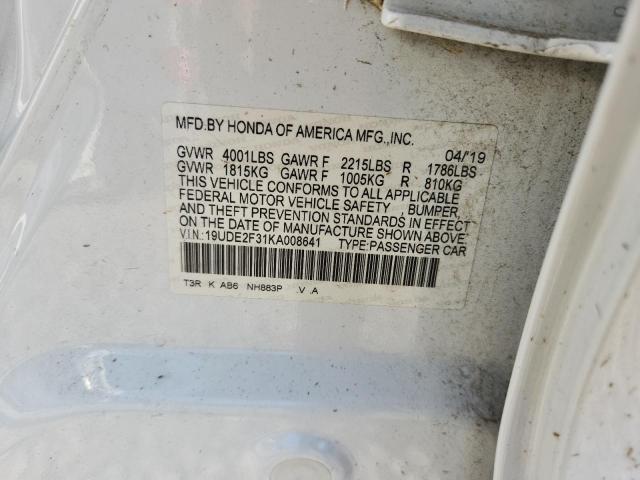 MFD.BY HONDA OF AMERICA MFG.,INC.
04/'19
GVWR 4001LBS GAWR F 2215LBS R 1786LBS
GVWR 1815KG GAWR F 1005KG R 810KG
THIS VEHICLE CONFORMS TO ALL APPLICABLE
FEDERAL MOTOR VEHICLE SAFETY BUMPER,
AND THEFT PREVENTION STANDARDS IN EFFECT
ON THE DATE OF MANUFACTURE SHOWN ABOVE.
VIN:19UDE2F31KA008641 TYPE:PASSENGER CAR
T3R K AB6 NH883P .V .A